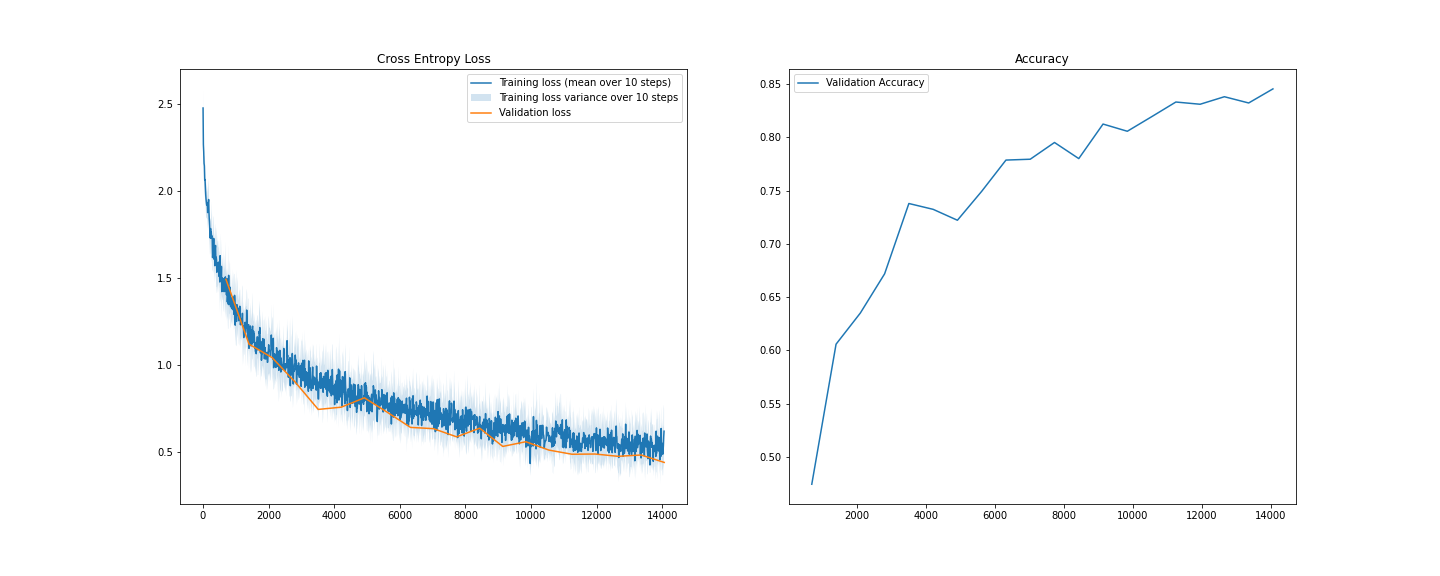 Cross Entropy Loss
Training loss (mean over 10 steps)
Training loss variance over 10 steps
Validation loss
2.5
2.0
1.5
1.0
0.5
0 2000 4000 6000 8000 10000 12000 14000
Accuracy
Validation Accuracy
0.85
0.80
0.75
0.70
0.65
0.60
0.55
0.50
2000 4000 6000 8000 10000 12000 14000